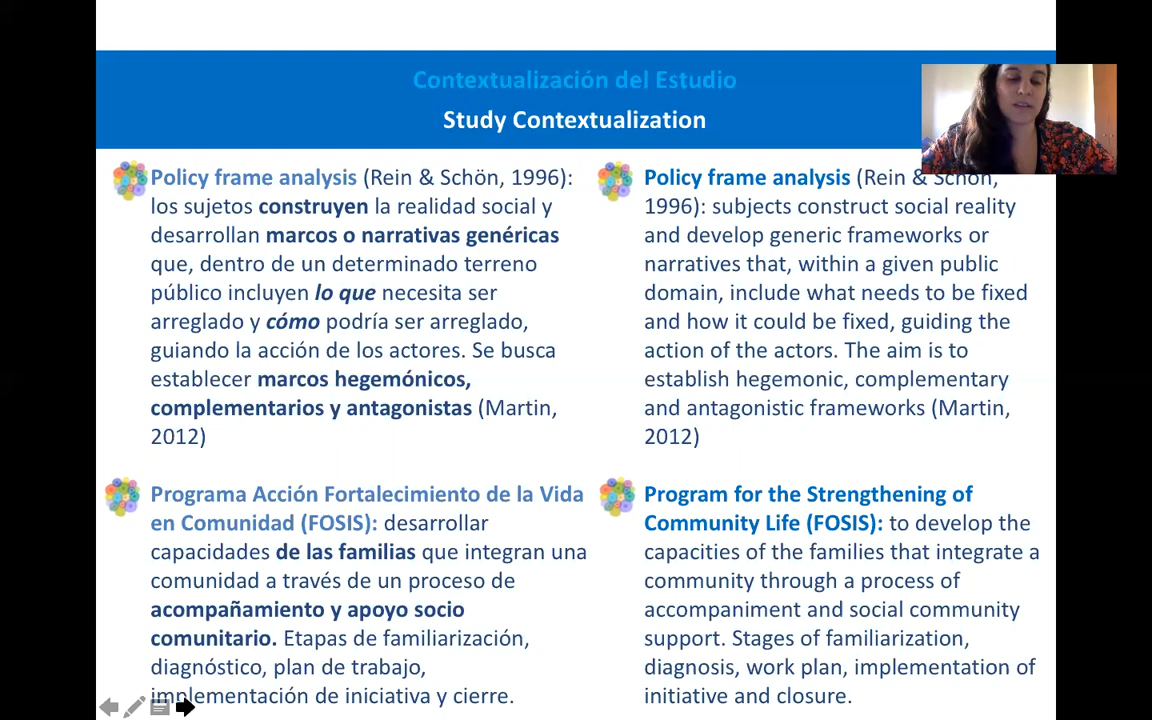 Contextualización del Estudio
Study Contextualization
Policy frame analysis (Rein & Schön, 1996):
los sujetos construyen la realidad social y
desarrollan marcos o narrativas genéricas
que, dentro de un determinado terreno
público incluyen lo que necesita ser
arreglado y cómo podría ser arreglado,
guiando la acción de los actores. Se busca
establecer marcos hegemónicos,
complementarios y antagonistas (Martin,
2012)
Programa Acción Fortalecimiento de la Vida
en Comunidad (FOSIS): desarrollar
capacidades de las familias que integran una
comunidad a través de un proceso de
acompañamiento y apoyo socio
comunitario. Etapas de familiarización,
diagnóstico, plan de trabajo,
implementación de iniciativa y cierre.
Policy frame analysis (Rein & Schön,
1996): subjects construct social reality
and develop generic frameworks or
narratives that, within a given public
domain, include what needs to be fixed
and how it could be fixed, guiding the
action of the actors. The aim is to
establish hegemonic, complementary
and antagonistic frameworks (Martin,
2012)
Program for the Strengthening of
Community Life (FOSIS): to develop the
capacities of the families that integrate a
community through a process of
accompaniment and social community
support. Stages of familiarization,
diagnosis, work plan, implementation of
initiative and closure.